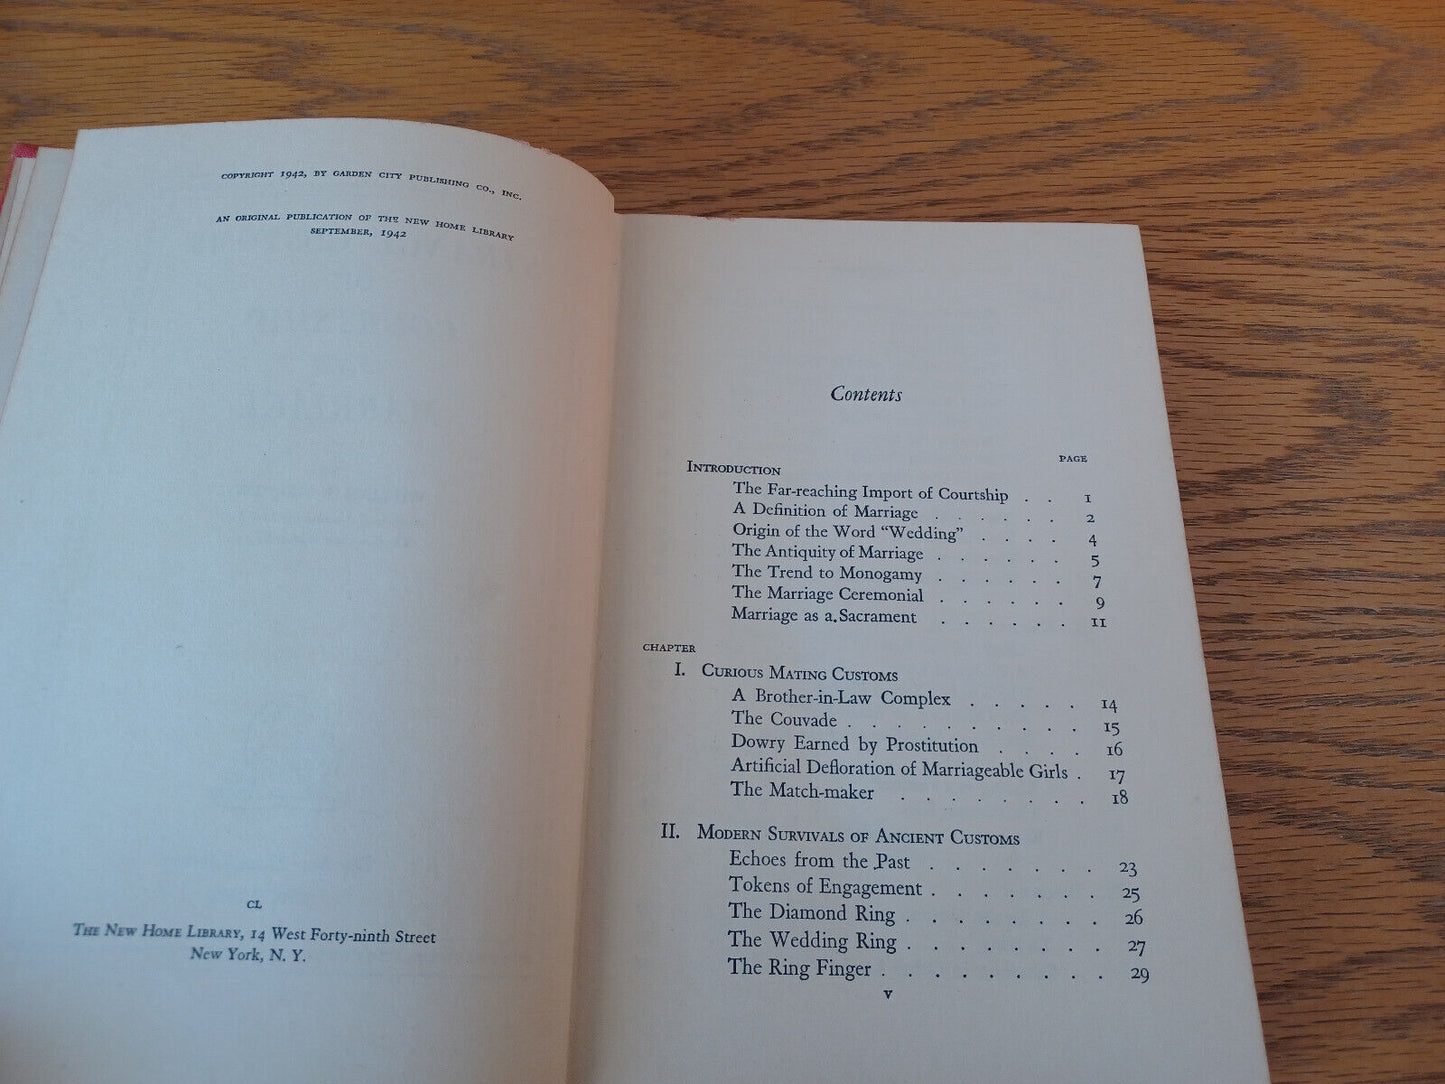 COPYRIGHT 1942, BY GARDEN CITY PUBLISHING CO., INC.
AN ORIGINAL PUBLICATION OF THE NEW HOME LIBRARY
SEPTEMBER, 1942
CL
THE NEW HOME LIBRARY, 14 West Forty-ninth Street
New York, N. Y.
Contents
PAGE
INTRODUCTION
The Far-reaching Import of Courtship . . 1
A Definition of Marriage . . . . . . 2
Origin of the Word "Wedding" . . . . 4
The Antiquity of Marriage . . . . . . 5
The Trend to Monogamy . . . . . . 7
The Marriage Ceremonial . . . . . . 9
Marriage as a Sacrament . . . . . . 11
CHAPTER
I. CURIOUS MATING CUSTOMS
A Brother-in-Law Complex . . . . . 14
The Couvade . . . . . . . . . . 15
Dowry Earned by Prostitution . . . . 16
Artificial Defloration of Marriageable Girls . 17
The Match-maker . . . . . . . . 18
II. MODERN SURVIVALS OF ANCIENT CUSTOMS
Echoes from the Past . . . . . . . 23
Tokens of Engagement . . . . . . . 25
The Diamond Ring . . . . . . . . 26
The Wedding Ring . . . . . . . . 27
The Ring Finger . . . . . . . . . 29
v